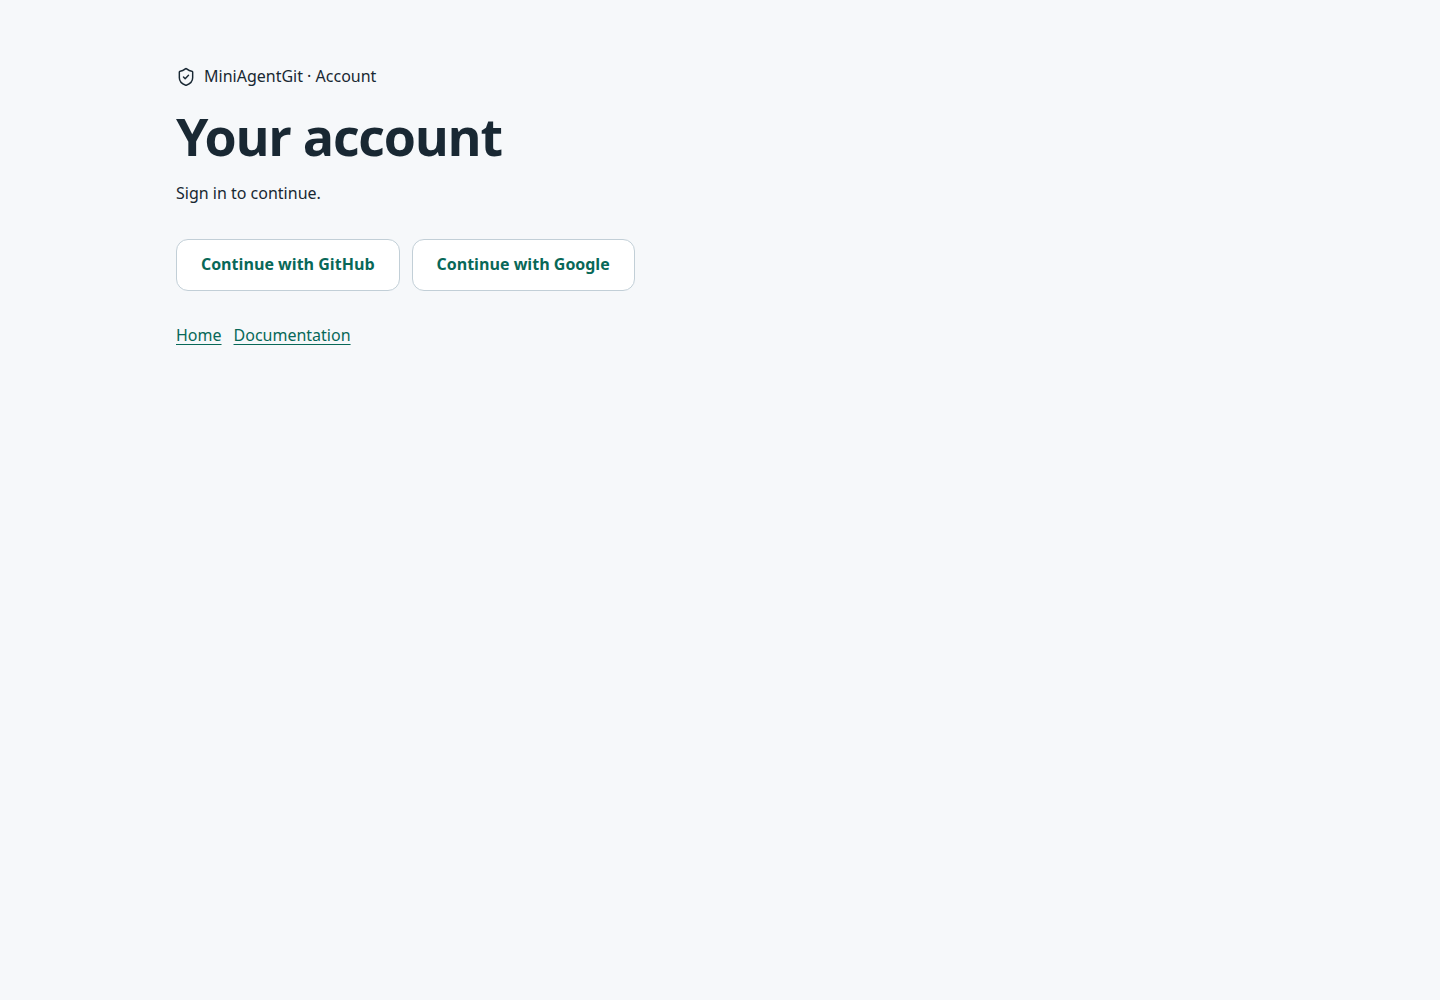 MiniAgentGit · Account
Your account
Sign in to continue.
Continue with GitHub Continue with Google
Home Documentation